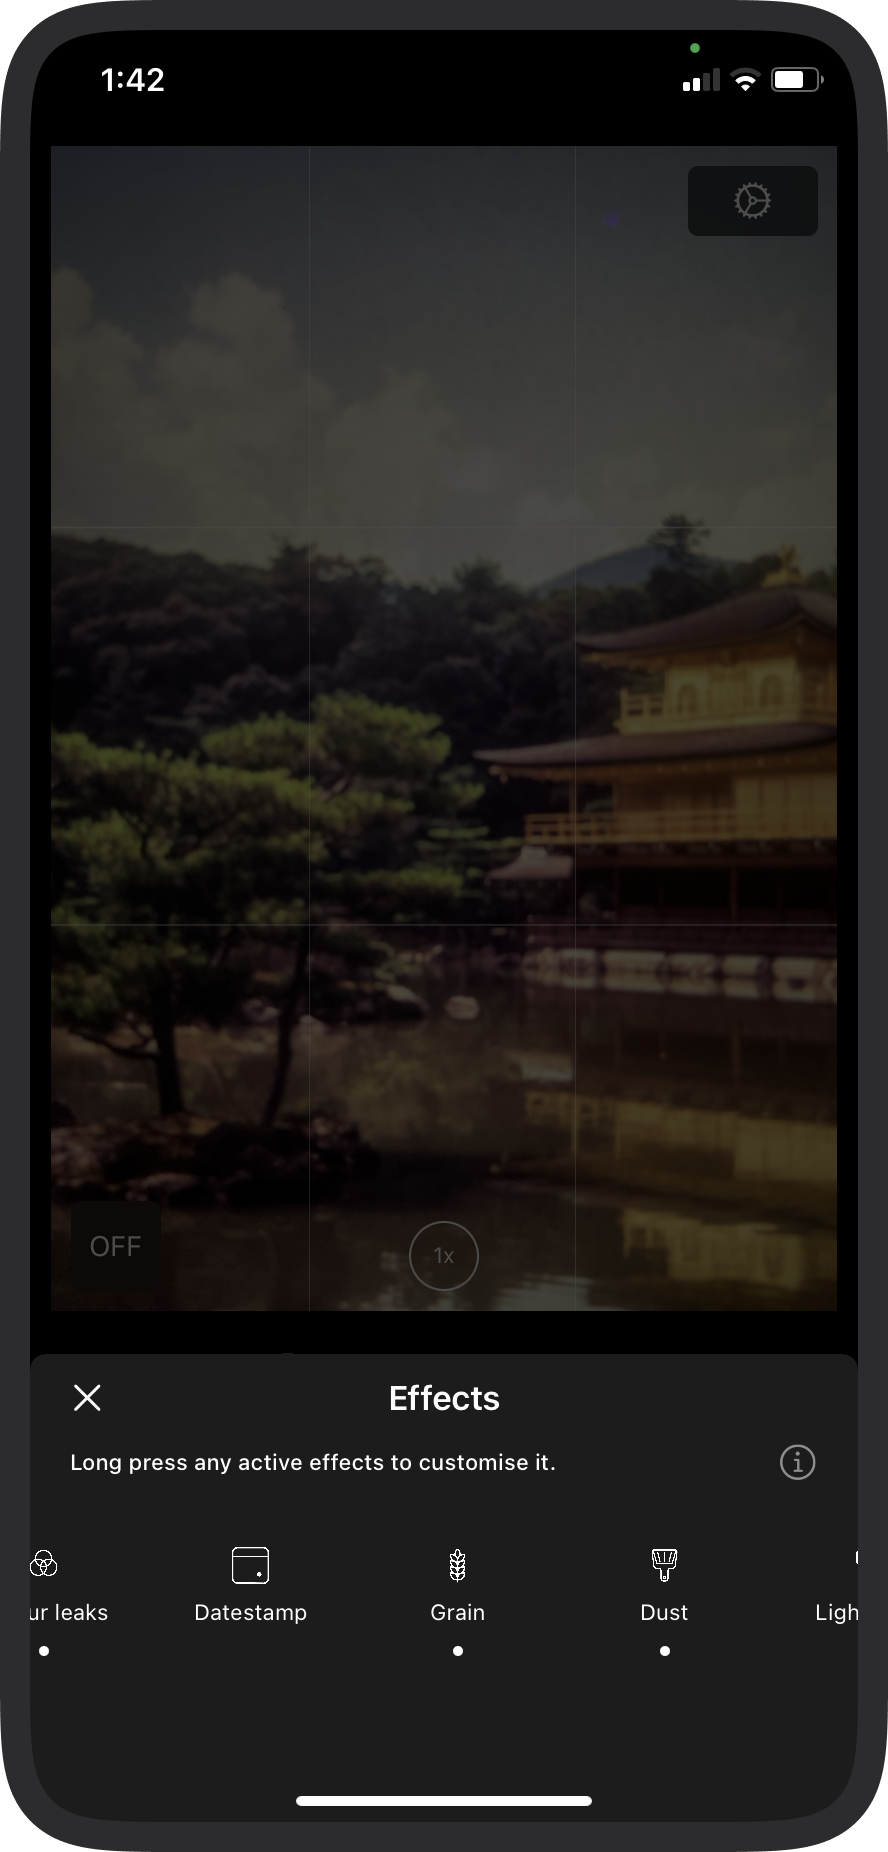 1:42
OFF
1x
Effects
Long press any active effects to customise it.
ur leaks
Datestamp
Grain
Dust
Ligh